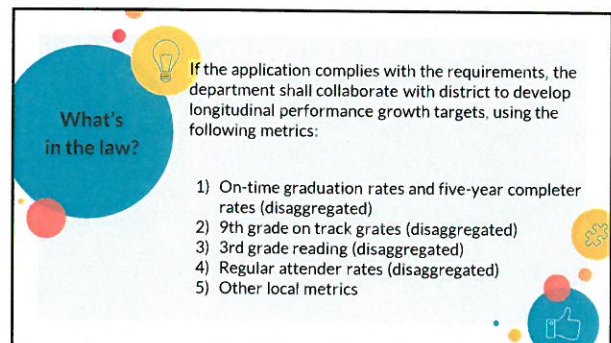 What's
in the law?
If the application complies with the requirements, the
department shall collaborate with district to develop
longitudinal performance growth targets, using the
following metrics:
1) On-time graduation rates and five-year completer
rates (disaggregated)
2) 9th grade on track grates (disaggregated)
3) 3rd grade reading (disaggregated)
4) Regular attender rates (disaggregated)
5) Other local metrics